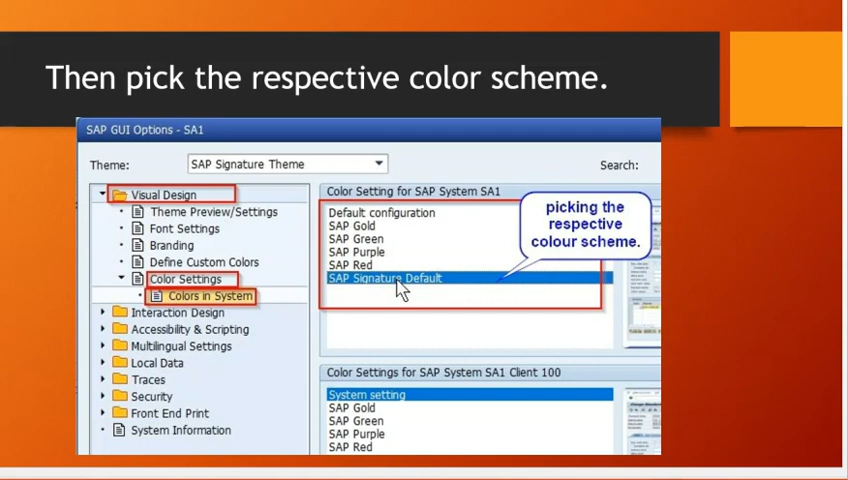 Then pick the respective color scheme.
SAP GUI Options - SA1
Theme:
SAP Signature Theme
Search:
Visual Design
Theme Preview/Settings
Font Settings
Branding
Define Custom Colors
Color Settings
Colors in System
Interaction Design
Accessibility & Scripting
Multilingual Settings
Local Data
Traces
Security
Front End Print
System Information
Color Setting for SAP System SA1
Default configuration
SAP Gold
SAP Green
SAP Purple
SAP Red
SAP Signature Default
picking the
respective
colour scheme.
Color Settings for SAP System SA1 Client 100
System setting
SAP Gold
SAP Green
SAP Purple
SAP Red